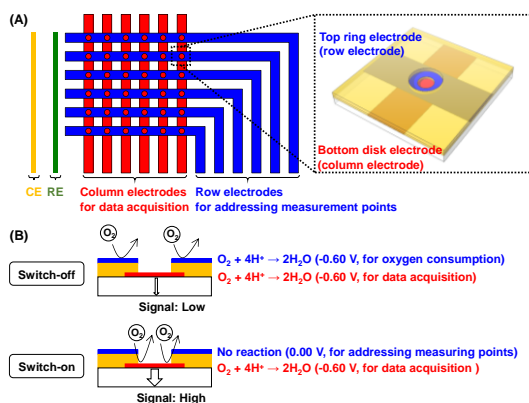 (A)
Top ring electrode
(row electrode)
Bottom disk electrode
(column electrode)
CE RE Column electrodes Row electrodes
for data acquisition for addressing measurement points
(B)
O₂ O₂
Switch-off
O₂ + 4H⁺ → 2H₂O (-0.60 V, for oxygen consumption)
O₂ + 4H⁺ → 2H₂O (-0.60 V, for data acquisition)
Signal: Low
O₂ O₂
Switch-on
No reaction (0.00 V, for addressing measuring points)
O₂ + 4H⁺ → 2H₂O (-0.60 V, for data acquisition )
Signal: High